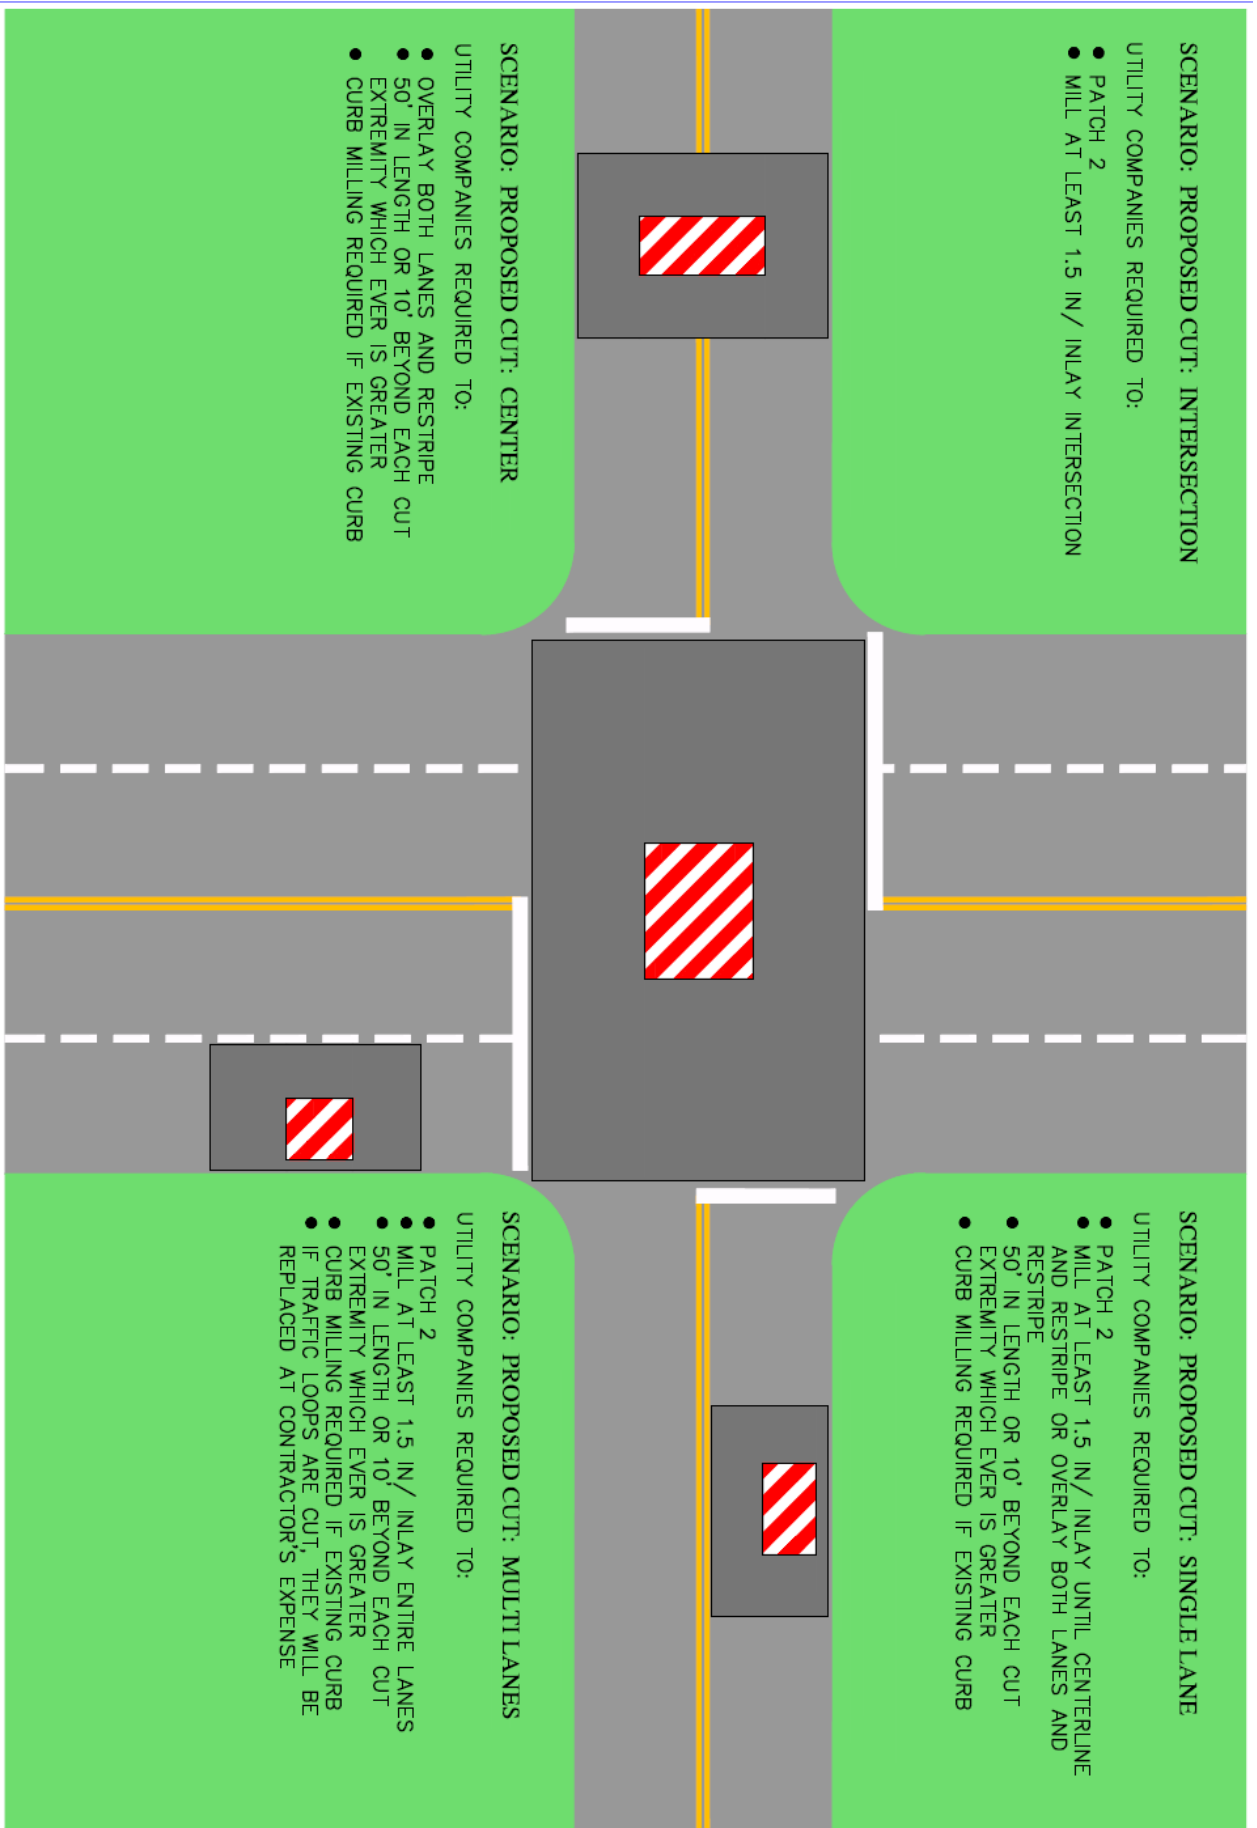 SCENARIO: PROPOSED CUT: INTERSECTION
UTILITY COMPANIES REQUIRED TO:
● PATCH 2
● MILL AT LEAST 1.5 IN/ INLAY INTERSECTION
SCENARIO: PROPOSED CUT: SINGLE LANE
UTILITY COMPANIES REQUIRED TO:
● PATCH 2
● MILL AT LEAST 1.5 IN/ INLAY UNTIL CENTERLINE
AND RESTRIPE OR OVERLAY BOTH LANES AND
RESTRIPE
● 50' IN LENGTH OR 10' BEYOND EACH CUT
EXTREMITY WHICH EVER IS GREATER
● CURB MILLING REQUIRED IF EXISTING CURB
SCENARIO: PROPOSED CUT: CENTER
UTILITY COMPANIES REQUIRED TO:
● OVERLAY BOTH LANES AND RESTRIPE
● 50' IN LENGTH OR 10' BEYOND EACH CUT
EXTREMITY WHICH EVER IS GREATER
● CURB MILLING REQUIRED IF EXISTING CURB
SCENARIO: PROPOSED CUT: MULTI LANES
UTILITY COMPANIES REQUIRED TO:
● PATCH 2
● MILL AT LEAST 1.5 IN/ INLAY ENTIRE LANES
● 50' IN LENGTH OR 10' BEYOND EACH CUT
EXTREMITY WHICH EVER IS GREATER
● CURB MILLING REQUIRED IF EXISTING CURB
● IF TRAFFIC LOOPS ARE CUT, THEY WILL BE
REPLACED AT CONTRACTOR'S EXPENSE